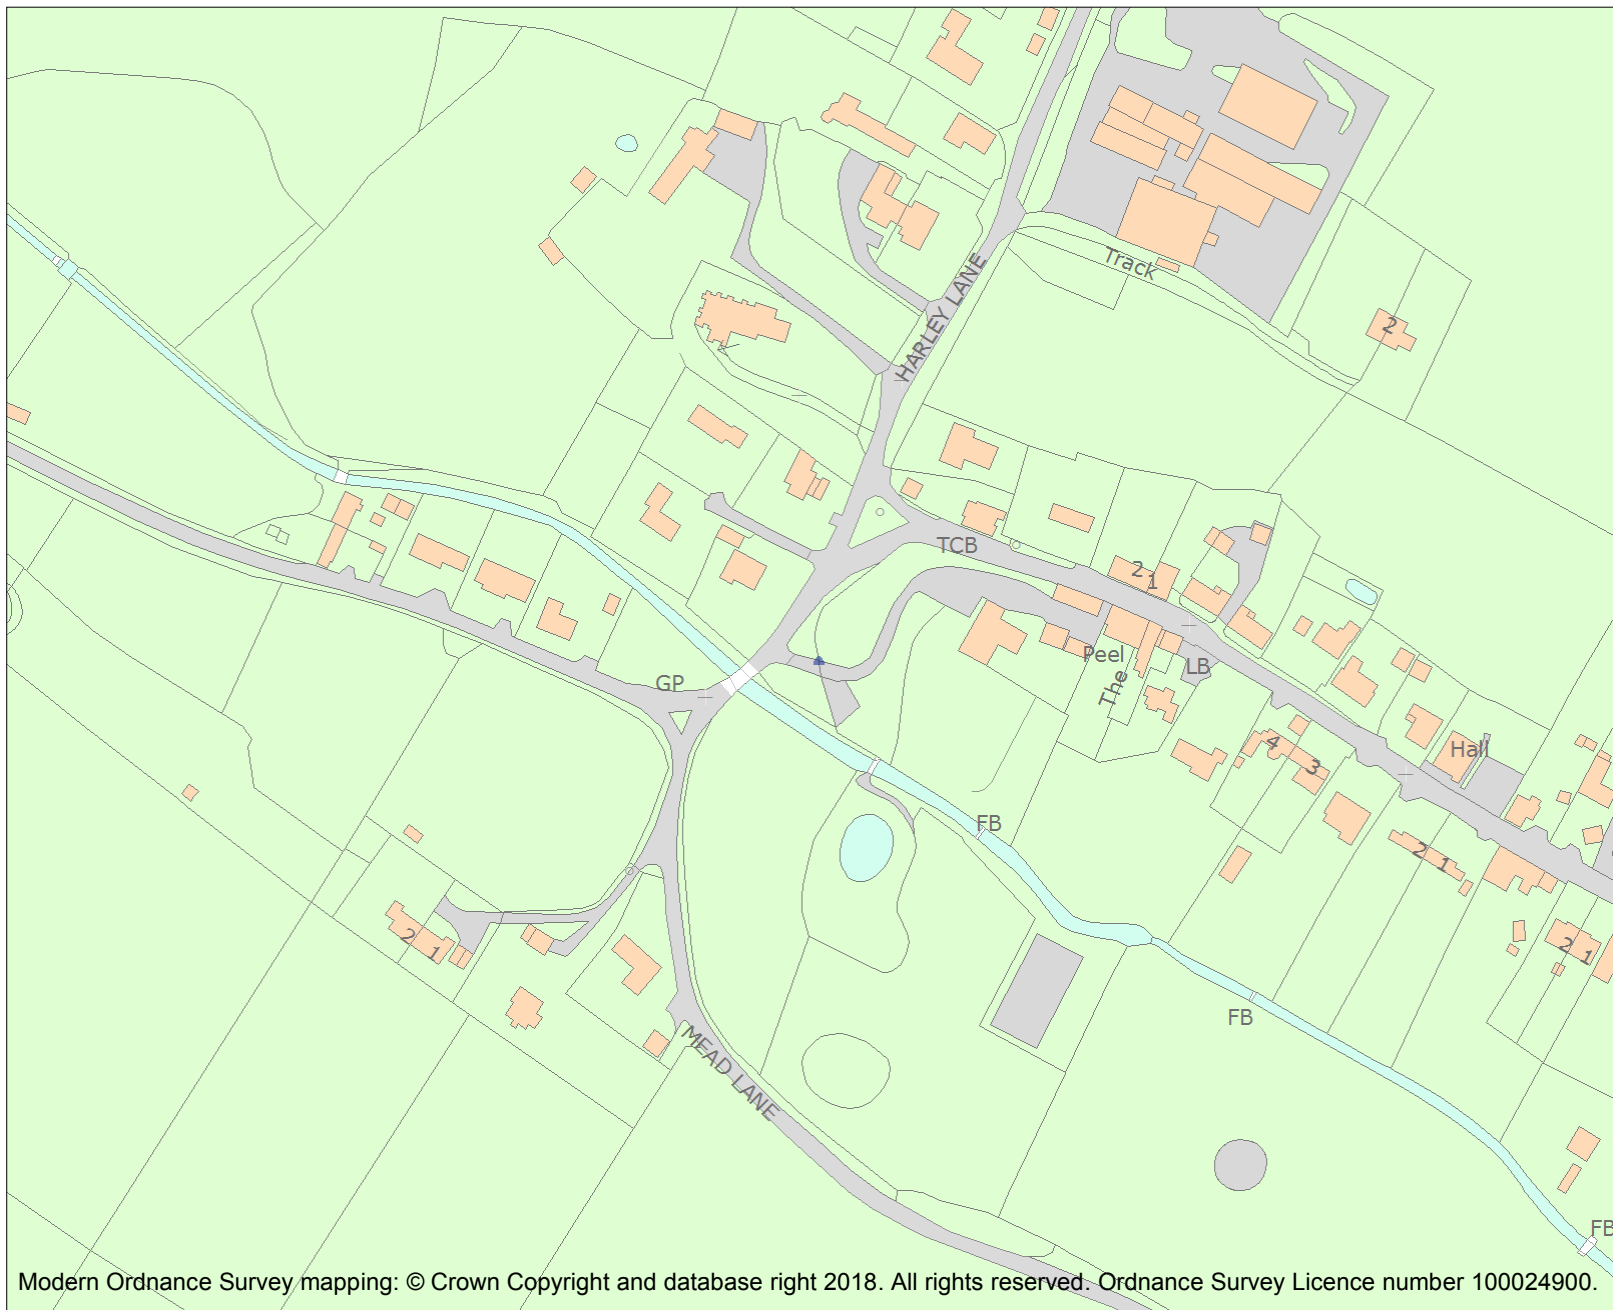 Track
HARLEY LANE
2
TCB
2
1
Peel
The
LB
GP
4
3
Hall
FB
2
1
2
1
2
1
FB
MEAD LANE
FB
Modern Ordnance Survey mapping: © Crown Copyright and database right 2018. All rights reserved. Ordnance Survey Licence number 100024900.